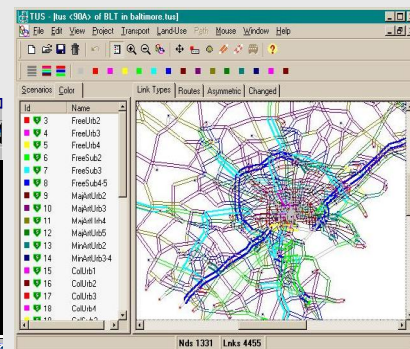 TUS - [tus <90A> of BLT in baltimore.tus]
File Edit View Project Transport Land-Use Path Mouse Window Help
Scenarios Color
Link Types Routes Asymmetric Changed
Id Name
3 FreeUrb2
4 FreeUrb3
5 FreeUrb4
6 FreeSub2
7 FreeSub3
8 FreeSub4-5
9 MajArtUrb2
10 MajArtUrb3
11 MajArtUrb4
12 MajArtUrb5
13 MinArtUrb2
14 MinArtUrb3-4
15 ColUrb1
16 ColUrb2
17 ColUrb3
18 ColUrb4
Nds 1331 Lnks 4455